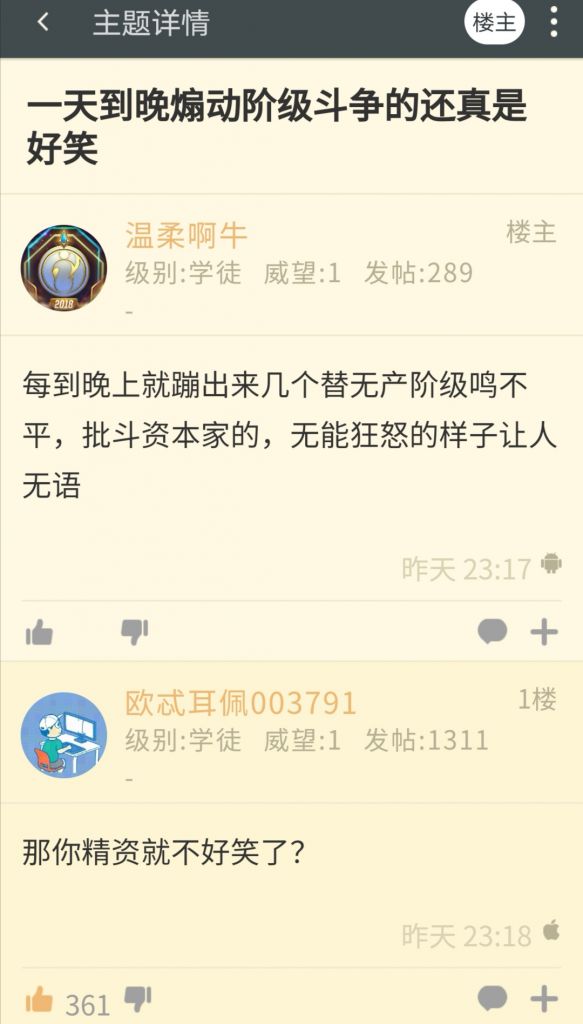 主题详情
楼主
一天到晚煽动阶级斗争的还真是
好笑
温柔啊牛
楼主
级别:学徒 威望:1 发帖:289
-
2018
每到晚上就蹦出来几个替无产阶级鸣不
平，批斗资本家的，无能狂怒的样子让人
无语
昨天 23:17
欧忒耳佩003791
1楼
级别:学徒 威望:1 发帖:1311
-
那你精资就不好笑了？
昨天 23:18
361